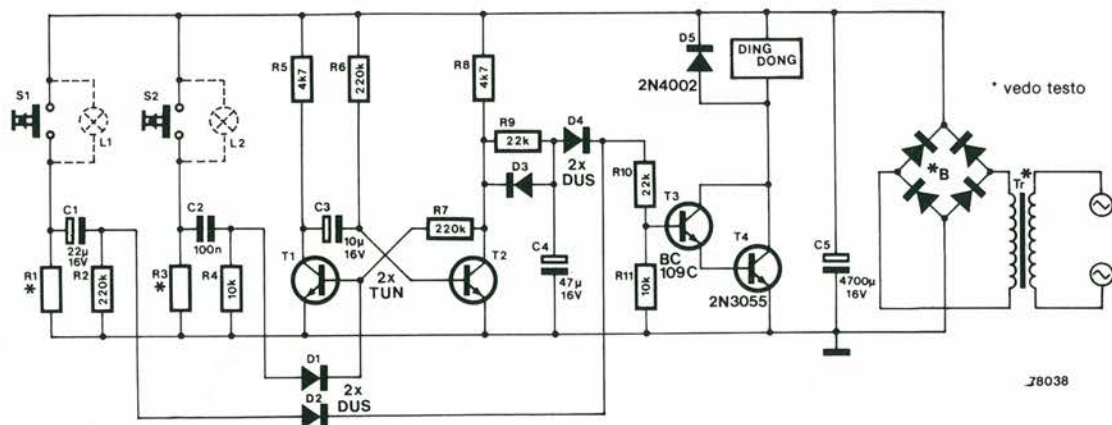 S1
L1
S2
L2
R5
4k7
R6
220k
R8
4k7
D5
2N4002
DING
DONG
* vedo testo
R9
22k
D4
2x
DUS
D3
R10
22k
*B
Tr
*
C1
22µ
16V
C2
100n
C3
10µ
16V
R7
220k
T3
BC
109C
T4
2N3055
R1
*
R2
220k
R3
*
R4
10k
T1
2x
TUN
T2
C4
47µ
16V
R11
10k
C5
4700µ
16V
D1
2x
DUS
D2
78038